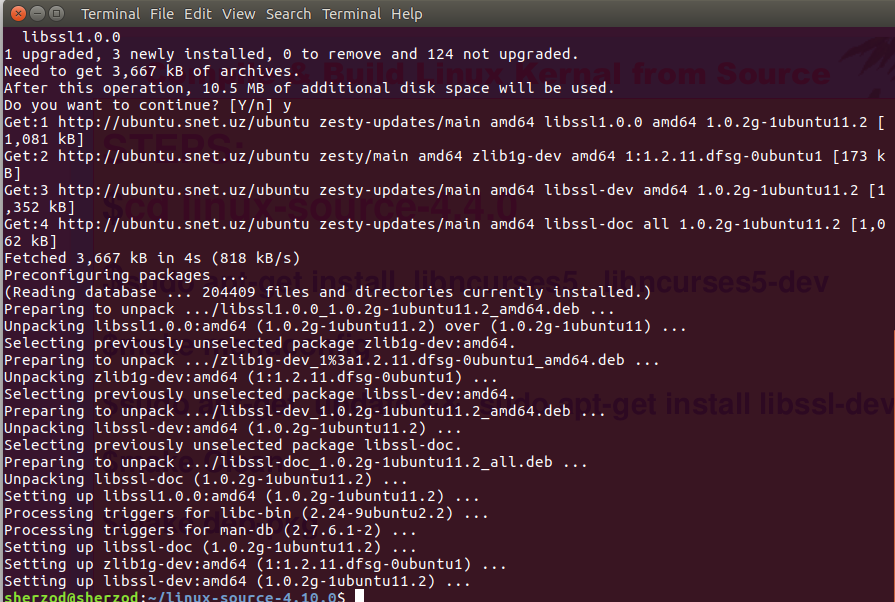 Terminal File Edit View Search Terminal Help
libssl1.0.0
1 upgraded, 3 newly installed, 0 to remove and 124 not upgraded.
Need to get 3,667 kB of archives.
After this operation, 10.5 MB of additional disk space will be used.
Do you want to continue? [Y/n] y
Get:1 http://ubuntu.snet.uz/ubuntu zesty-updates/main amd64 libssl1.0.0 amd64 1.0.2g-1ubuntu11.2 [
1,081 kB]
Get:2 http://ubuntu.snet.uz/ubuntu zesty/main amd64 zlib1g-dev amd64 1:1.2.11.dfsg-0ubuntu1 [173 k
B]
Get:3 http://ubuntu.snet.uz/ubuntu zesty-updates/main amd64 libssl-dev amd64 1.0.2g-1ubuntu11.2 [1
,352 kB]
Get:4 http://ubuntu.snet.uz/ubuntu zesty-updates/main amd64 libssl-doc all 1.0.2g-1ubuntu11.2 [1,0
62 kB]
Fetched 3,667 kB in 4s (818 kB/s)
Preconfiguring packages ...
(Reading database ... 204409 files and directories currently installed.)
Preparing to unpack .../libssl1.0.0_1.0.2g-1ubuntu11.2_amd64.deb ...
Unpacking libssl1.0.0:amd64 (1.0.2g-1ubuntu11.2) over (1.0.2g-1ubuntu11) ...
Selecting previously unselected package zlib1g-dev:amd64.
Preparing to unpack .../zlib1g-dev_1%3a1.2.11.dfsg-0ubuntu1_amd64.deb ...
Unpacking zlib1g-dev:amd64 (1:1.2.11.dfsg-0ubuntu1) ...
Selecting previously unselected package libssl-dev:amd64.
Preparing to unpack .../libssl-dev_1.0.2g-1ubuntu11.2_amd64.deb ...
Unpacking libssl-dev:amd64 (1.0.2g-1ubuntu11.2) ...
Selecting previously unselected package libssl-doc.
Preparing to unpack .../libssl-doc_1.0.2g-1ubuntu11.2_all.deb ...
Unpacking libssl-doc (1.0.2g-1ubuntu11.2) ...
Setting up libssl1.0.0:amd64 (1.0.2g-1ubuntu11.2) ...
Processing triggers for libc-bin (2.24-9ubuntu2.2) ...
Processing triggers for man-db (2.7.6.1-2) ...
Setting up libssl-doc (1.0.2g-1ubuntu11.2) ...
Setting up zlib1g-dev:amd64 (1:1.2.11.dfsg-0ubuntu1) ...
Setting up libssl-dev:amd64 (1.0.2g-1ubuntu11.2) ...
sherzod@sherzod:~/linux-source-4.10.0$
& Build Linux Kernal from Source
STEPS:
$cd linux-source-4.4.0
apt-get install libncurses5 libncurses5-dev
sudo apt-get install libssl-dev